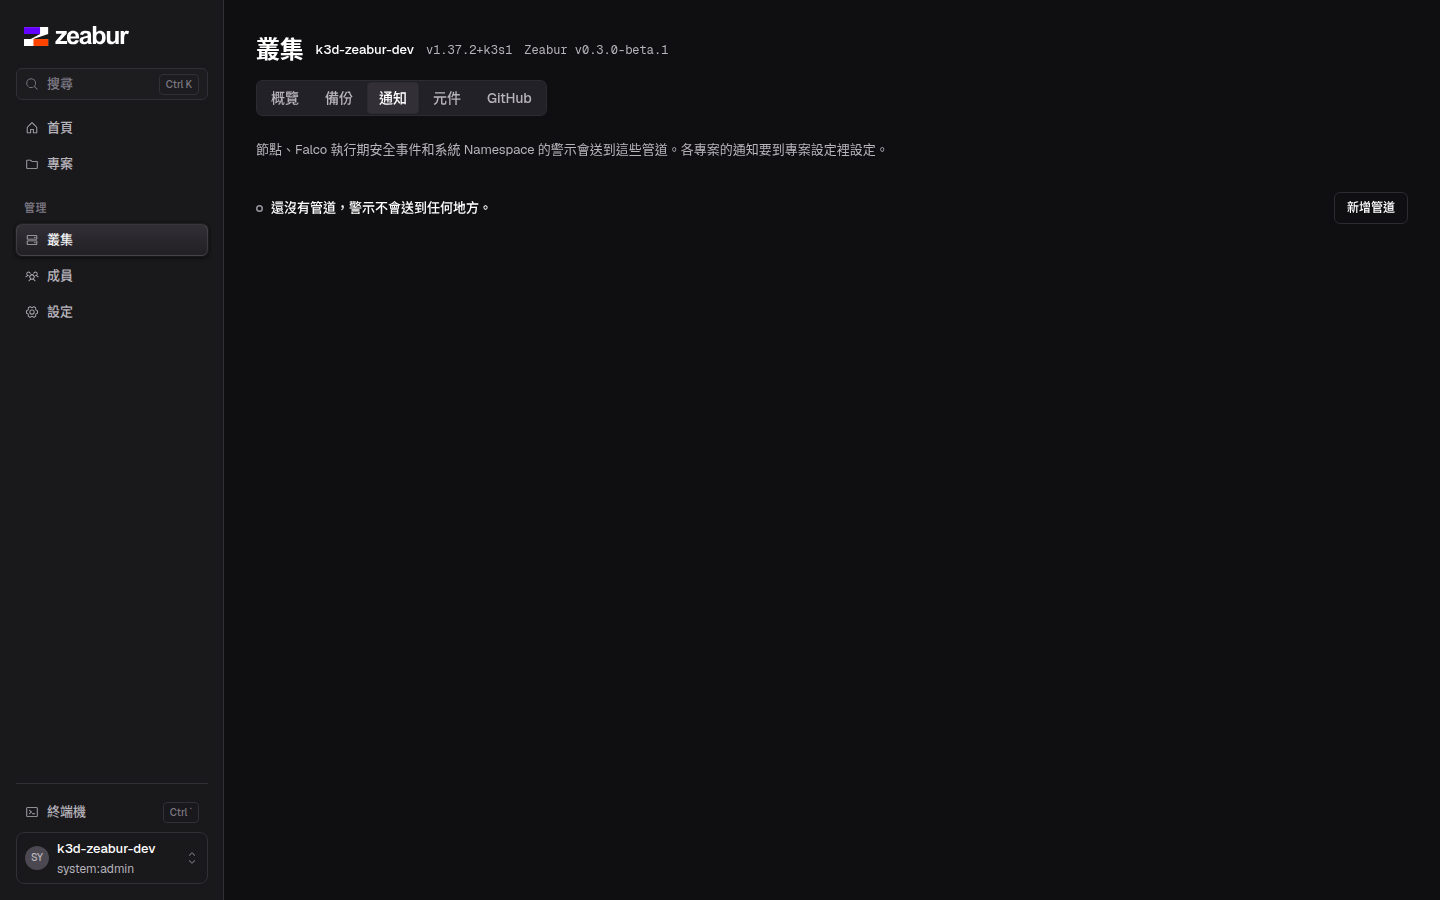 zeabur
搜尋 Ctrl K
首頁
專案
管理
叢集
成員
設定
終端機 Ctrl `
SY k3d-zeabur-dev
system:admin
叢集 k3d-zeabur-dev v1.37.2+k3s1 Zeabur v0.3.0-beta.1
概覽 備份 通知 元件 GitHub
節點、Falco 執行期安全事件和系統 Namespace 的警示會送到這些管道。各專案的通知要到專案設定裡設定。
還沒有管道，警示不會送到任何地方。 新增管道